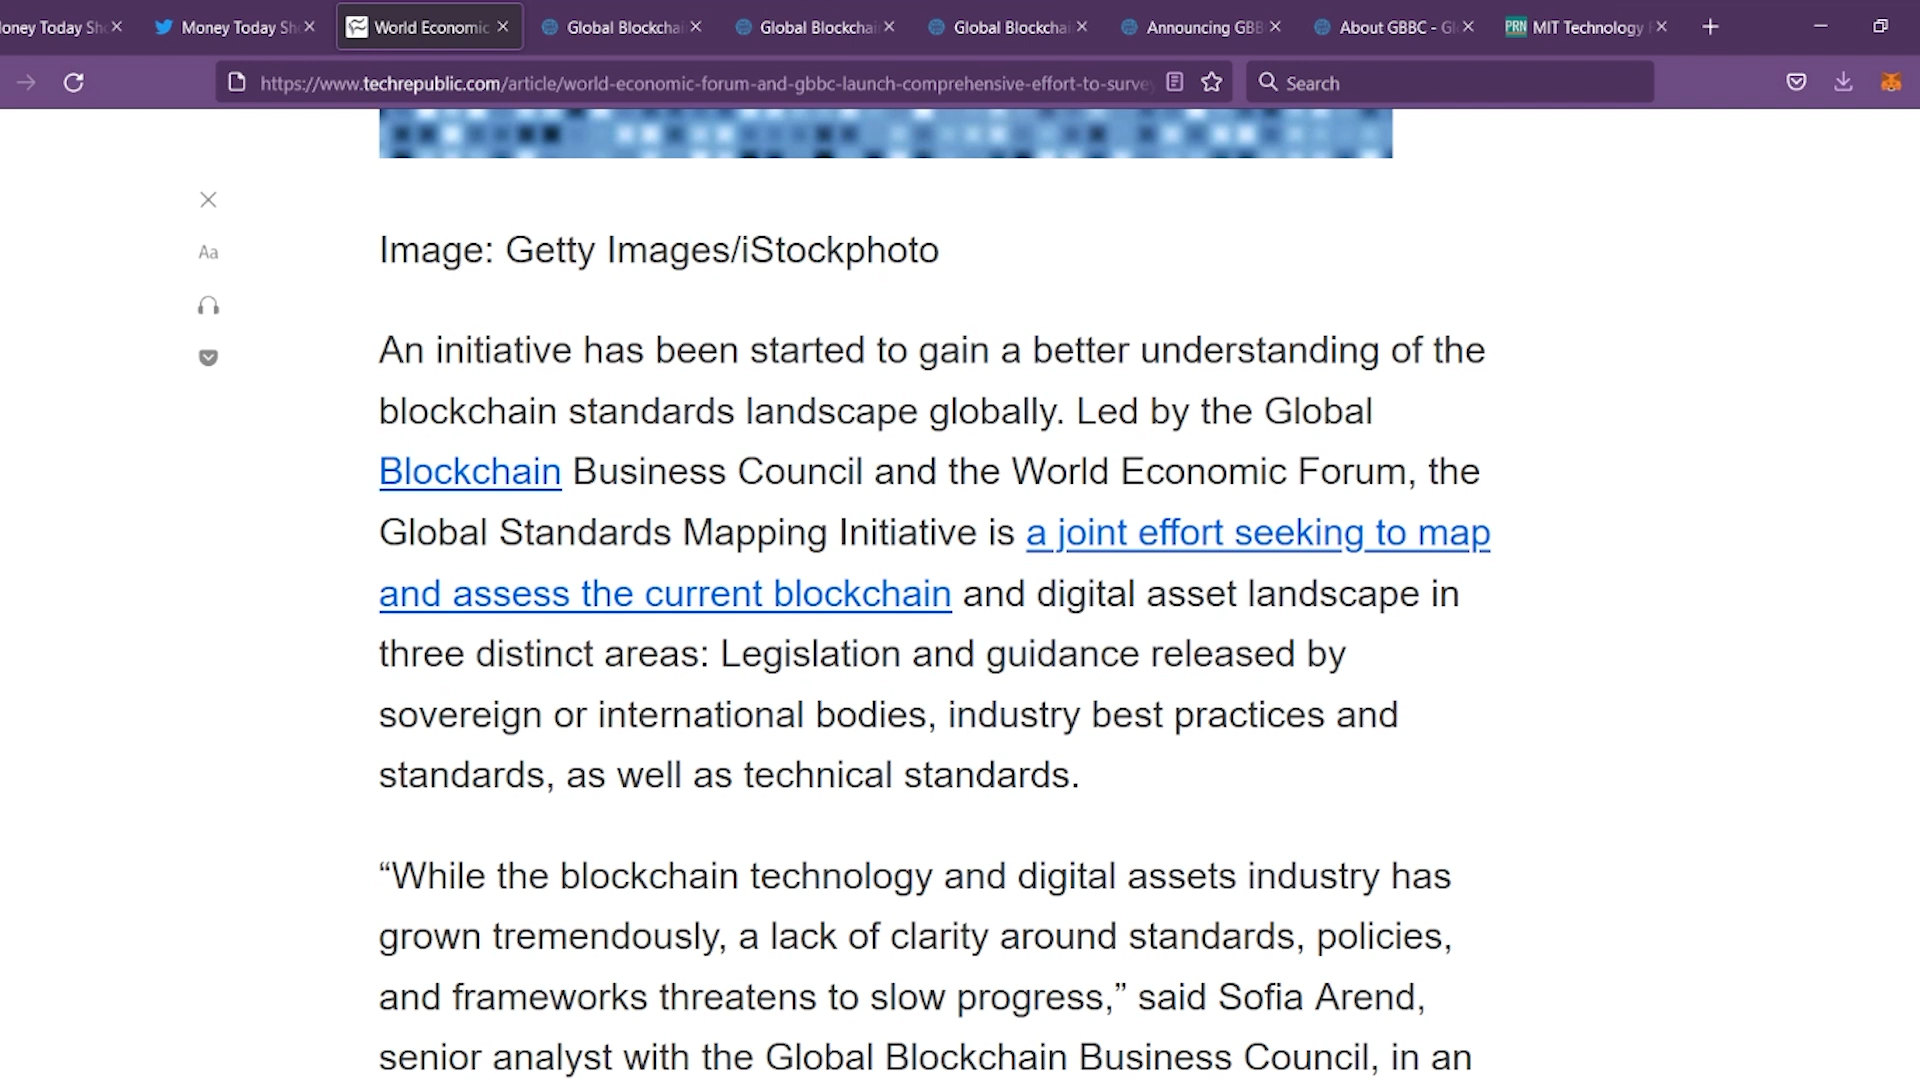 oney Today Sho
Money Today Sho
World Economic
Global Blockchai
Global Blockchain
Global Blockcha
Announcing GBB
About GBBC - Gl
PRN MIT Technology
https://www.techrepublic.com/article/world-economic-forum-and-gbbc-launch-comprehensive-effort-to-surve
Search
Aa
Image: Getty Images/iStockphoto
An initiative has been started to gain a better understanding of the
blockchain standards landscape globally. Led by the Global
Blockchain Business Council and the World Economic Forum, the
Global Standards Mapping Initiative is a joint effort seeking to map
and assess the current blockchain and digital asset landscape in
three distinct areas: Legislation and guidance released by
sovereign or international bodies, industry best practices and
standards, as well as technical standards.
“While the blockchain technology and digital assets industry has
grown tremendously, a lack of clarity around standards, policies,
and frameworks threatens to slow progress,” said Sofia Arend,
senior analyst with the Global Blockchain Business Council, in an